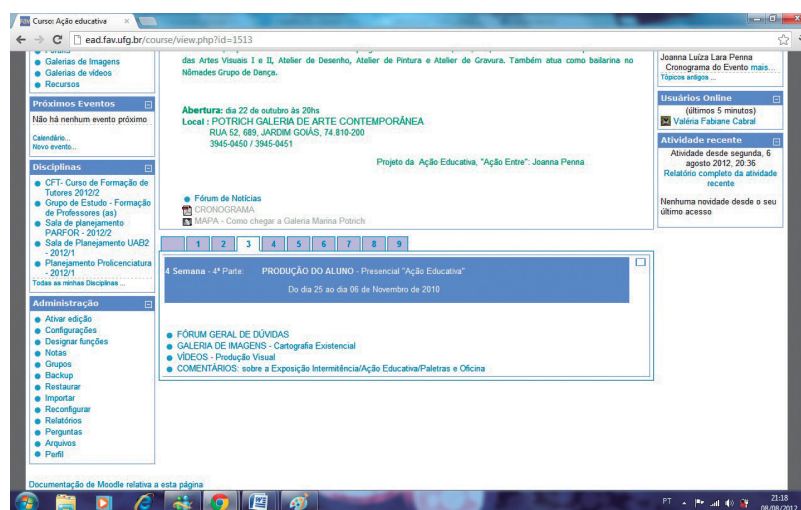 Curso: Ação educativa
ead.fav.ufg.br/course/view.php?id=1513
Galerias de Imagens
Galerias de vídeos
Recursos
Próximos Eventos
Não há nenhum evento próximo
Calendário...
Novo evento...
Disciplinas
CFT- Curso de Formação de
Tutores 2012/2
Grupo de Estudo - Formação
de Professores (as)
Sala de planejamento
PARFOR - 2012/2
Sala de Planejamento UAB2
- 2012/1
Planejamento Prolicenciatura
- 2012/1
Todas as minhas Disciplinas ...
Administração
Ativar edição
Configurações
Designar funções
Notas
Grupos
Backup
Restaurar
Importar
Reconfigurar
Relatórios
Perguntas
Arquivos
Perfil
das Artes Visuais I e II, Atelier de Desenho, Atelier de Pintura e Atelier de Gravura. Também atua como bailarina no
Nômades Grupo de Dança.
Abertura: dia 22 de outubro às 20hs
Local : POTRICH GALERIA DE ARTE CONTEMPORÂNEA
RUA 52, 689, JARDIM GOIÁS, 74.810-200
3945-0450 / 3945-0451
Projeto da Ação Educativa, "Ação Entre": Joanna Penna
Fórum de Notícias
CRONOGRAMA
MAPA - Como chegar a Galeria Marina Potrich
1 2 3 4 5 6 7 8 9
4 Semana - 4ª Parte: PRODUÇÃO DO ALUNO - Presencial "Ação Educativa"
Do dia 25 ao dia 06 de Novembro de 2010
FÓRUM GERAL DE DÚVIDAS
GALERIA DE IMAGENS - Cartografia Existencial
VÍDEOS - Produção Visual
COMENTÁRIOS: sobre a Exposição Intermitência/Ação Educativa/Paletras e Oficina
Joanna Luíza Lara Penna
Cronograma do Evento mais...
Tópicos antigos ...
Usuários Online
(últimos 5 minutos)
Valéria Fabiane Cabral
Atividade recente
Atividade desde segunda, 6
agosto 2012, 20:36
Relatório completo da atividade
recente
Nenhuma novidade desde o seu
último acesso
Documentação de Moodle relativa a esta página
PT
21:18
08/08/2012